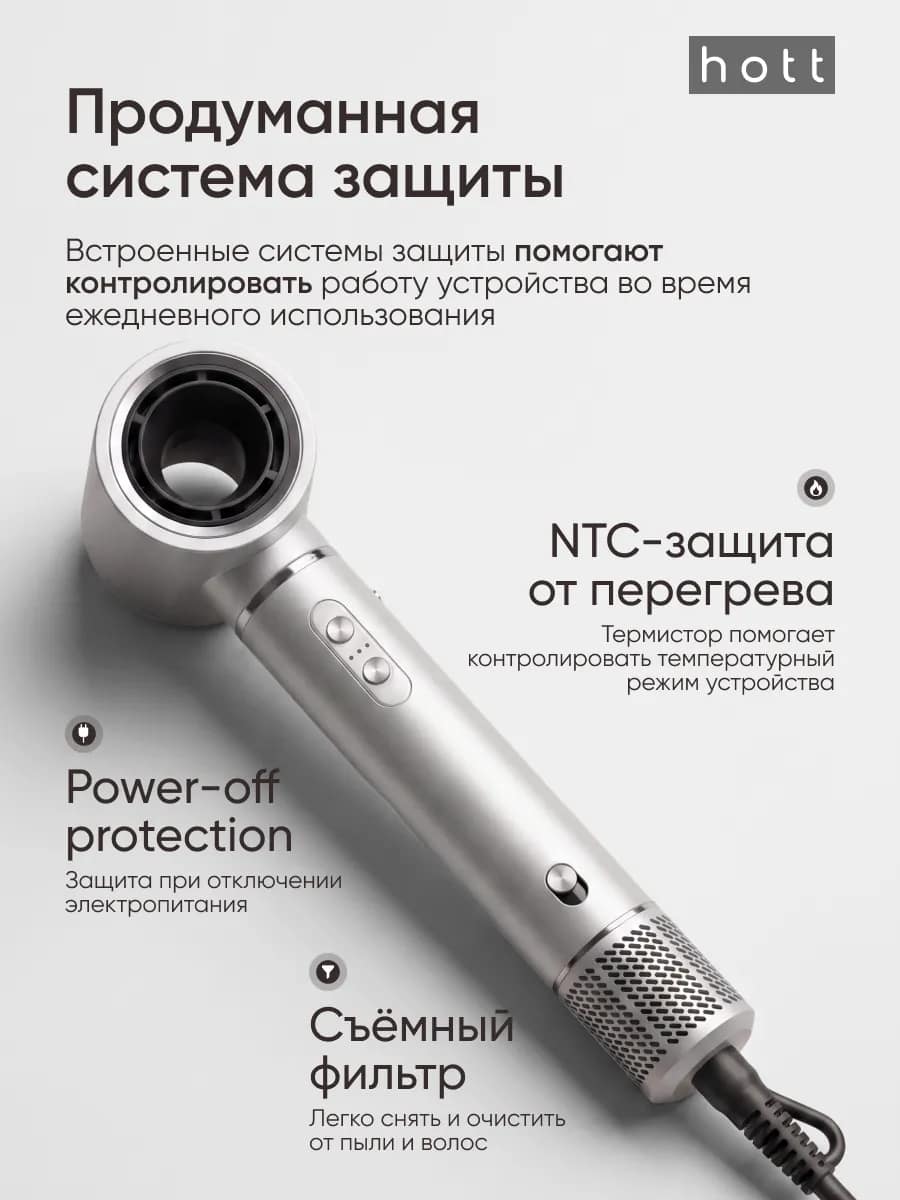 hott
Продуманная
система защиты
Встроенные системы защиты помогают
контролировать работу устройства во время
ежедневного использования
NTC-защита
от перегрева
Термистор помогает
контролировать температурный
режим устройства
Power-off
protection
Защита при отключении
электропитания
Съёмный
фильтр
Легко снять и очистить
от пыли и волос